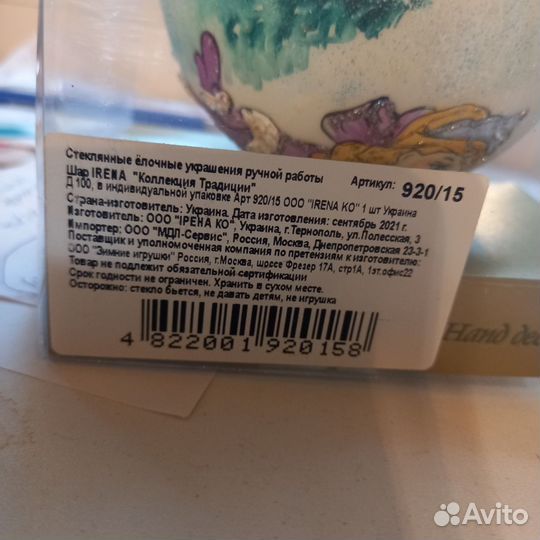 Стеклянные ёлочные украшения ручной работы
Шар IRENA "Коллекция Традиции"
Артикул: 920/15
Д 100, в индивидуальной упаковке Арт 920/15 ООО "IRENA KO" 1 шт Украина
Страна-изготовитель: Украина. Дата изготовления: сентябрь 2021 г.
Изготовитель: ООО "ІРЕНА КО", Украина, г.Тернополь, ул.Полесская, 3
Импортер: ООО "МДЛ-Сервис", Россия, Москва, Днепропетровская 23-3-1
Поставщик и уполномоченная компания по претензиям к изготовителю:
ООО "Зимние игрушки" Россия, г.Москва, шоссе Фрезер 17А, стр1А, 1эт.офис22
Товар не подлежит обязательной сертификации
Срок годности не ограничен. Хранить в сухом месте.
Осторожно: стекло бьется, не давать детям, не игрушка
4 822001 920158
Hand dec
Avito